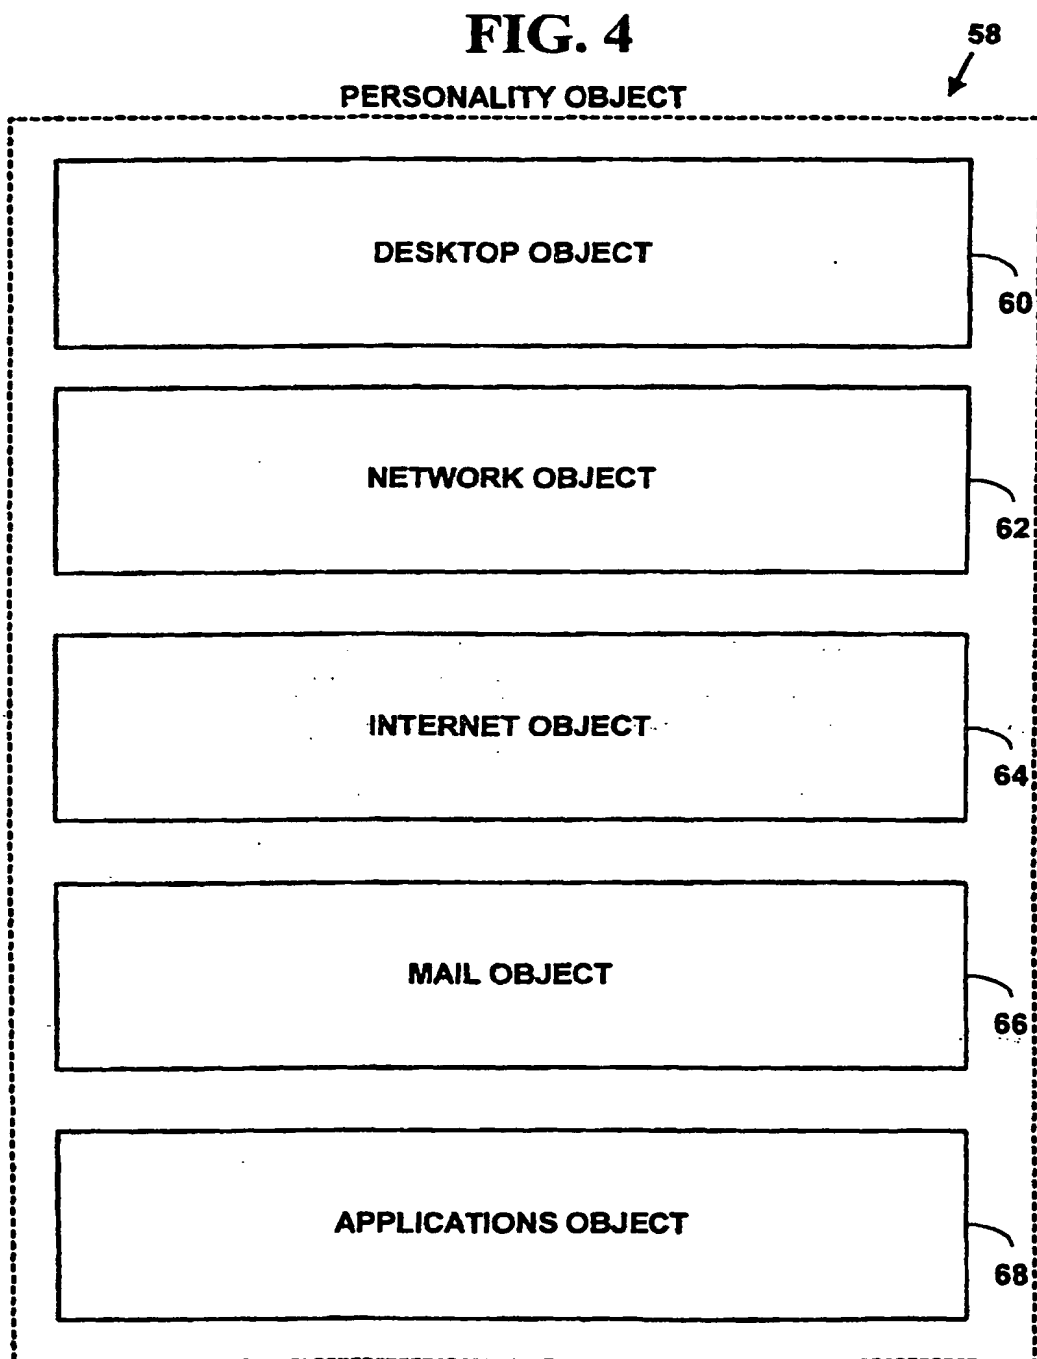 FIG. 4
58
PERSONALITY OBJECT
DESKTOP OBJECT
60
NETWORK OBJECT
62
INTERNET OBJECT
64
MAIL OBJECT
66
APPLICATIONS OBJECT
68